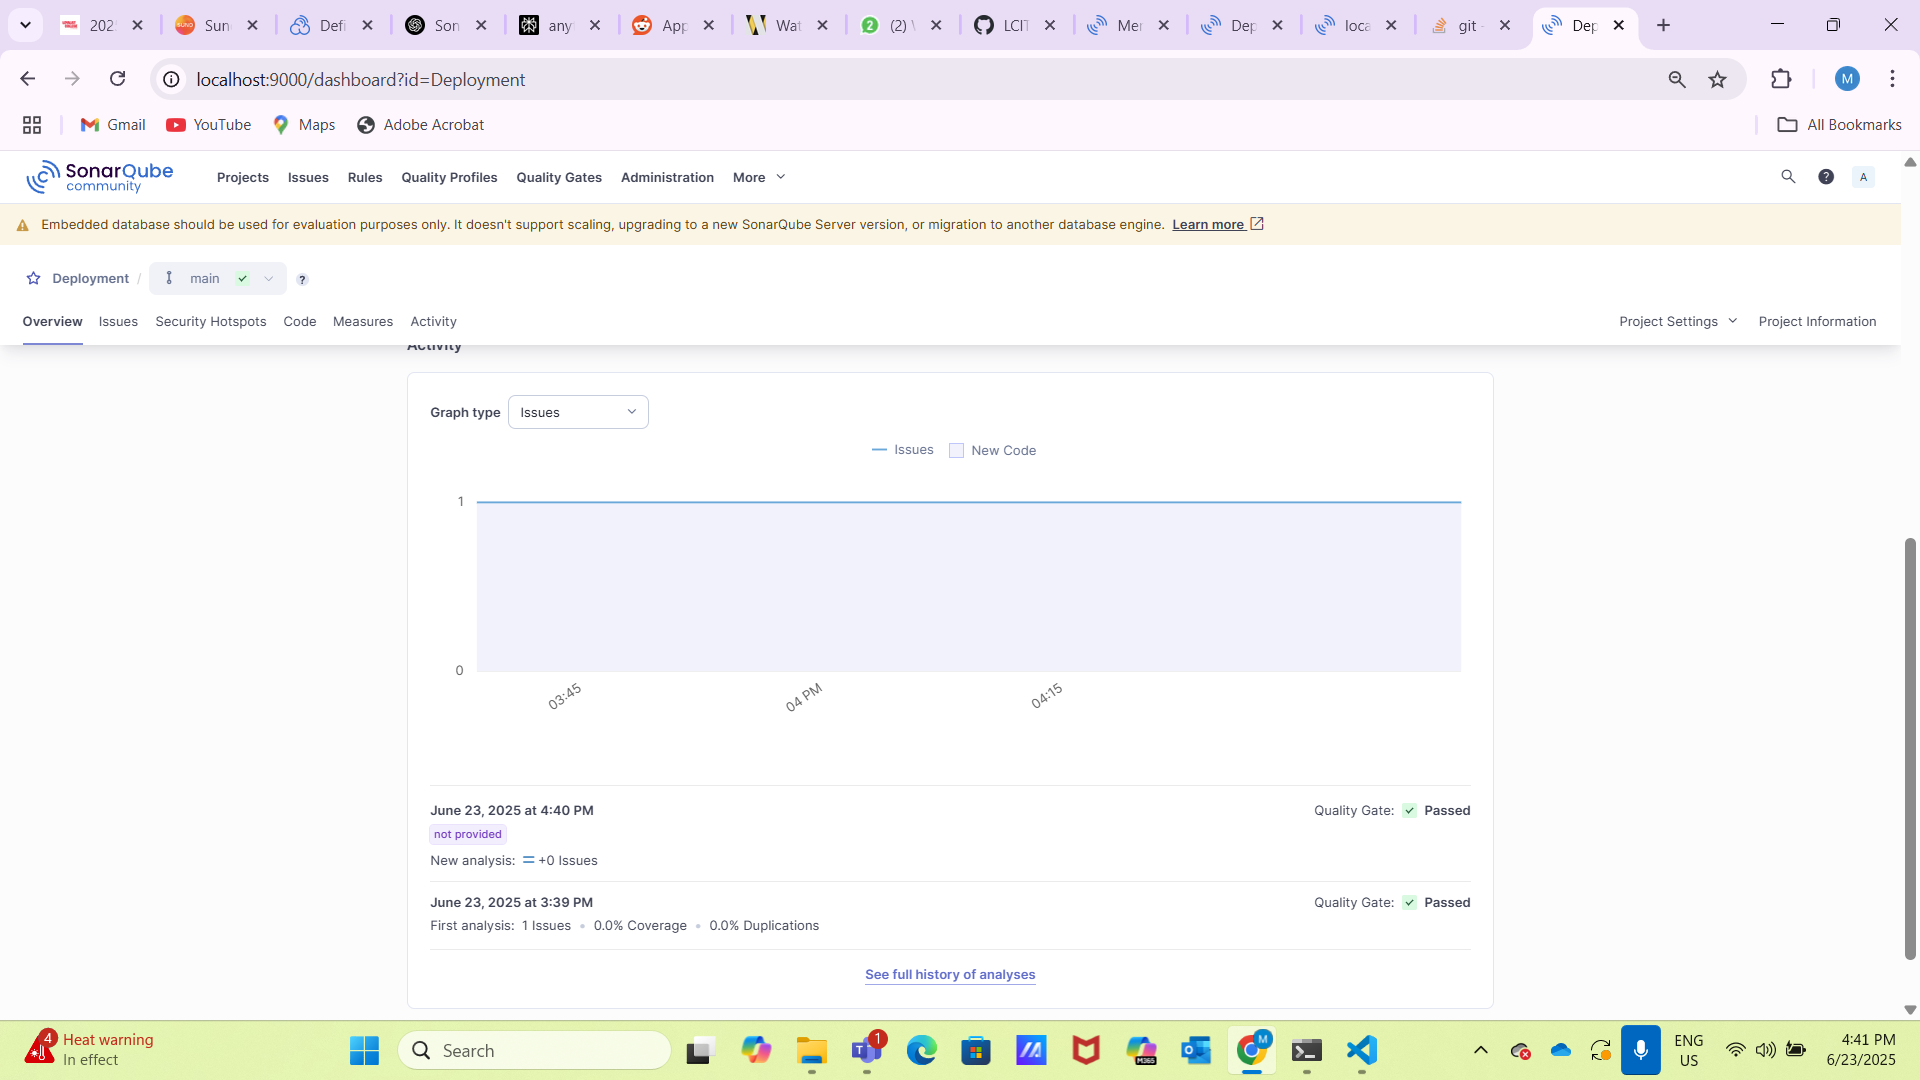 202
Sun
Defi
Son
any
App
Wat
(2) W
LCIT
Mer
Dep
loca
git -
Dep
localhost:9000/dashboard?id=Deployment
M
Gmail
YouTube
Maps
Adobe Acrobat
All Bookmarks
SonarQube
community
Projects
Issues
Rules
Quality Profiles
Quality Gates
Administration
More
A
Embedded database should be used for evaluation purposes only. It doesn't support scaling, upgrading to a new SonarQube Server version, or migration to another database engine. Learn more
Deployment / main
Overview
Issues
Security Hotspots
Code
Measures
Activity
Project Settings
Project Information
Activity
Graph type
Issues
Issues
New Code
1
0
03:45
04 PM
04:15
June 23, 2025 at 4:40 PM
Quality Gate: Passed
not provided
New analysis: +0 Issues
June 23, 2025 at 3:39 PM
Quality Gate: Passed
First analysis: 1 Issues • 0.0% Coverage • 0.0% Duplications
See full history of analyses
4
Heat warning
In effect
Search
1
M365
M
ENG
US
4:41 PM
6/23/2025